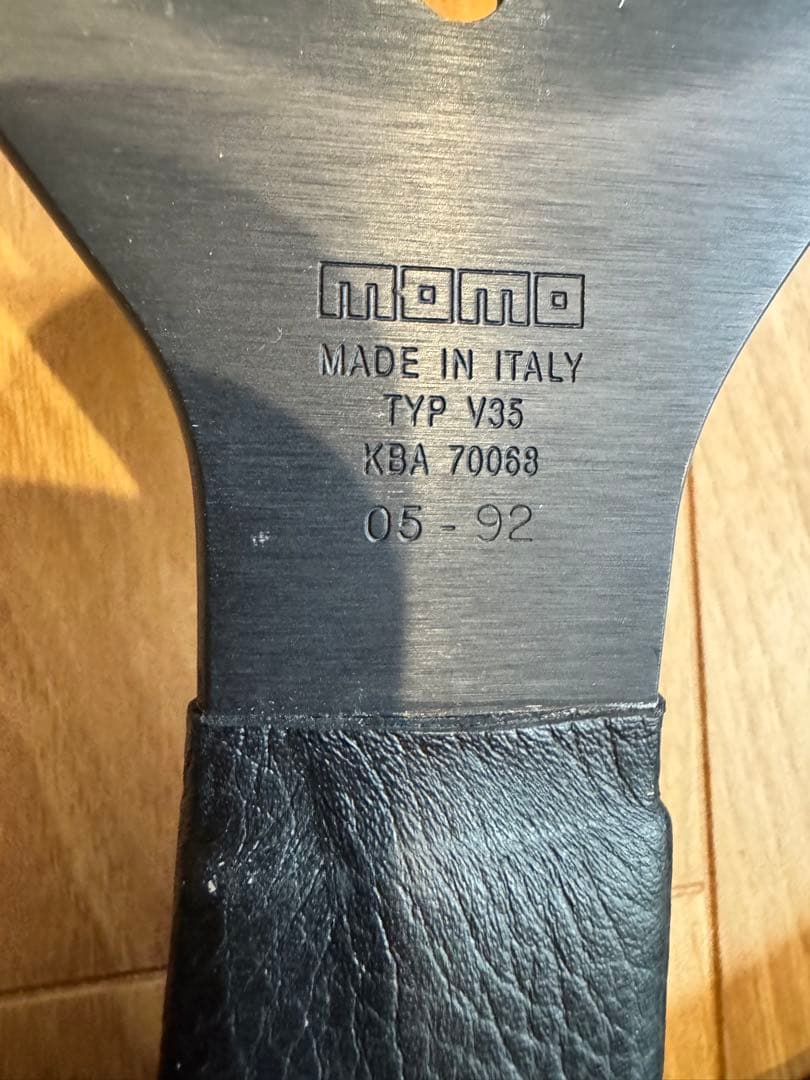 momo
MADE IN ITALY
TYP V35
KBA 70068
05-92